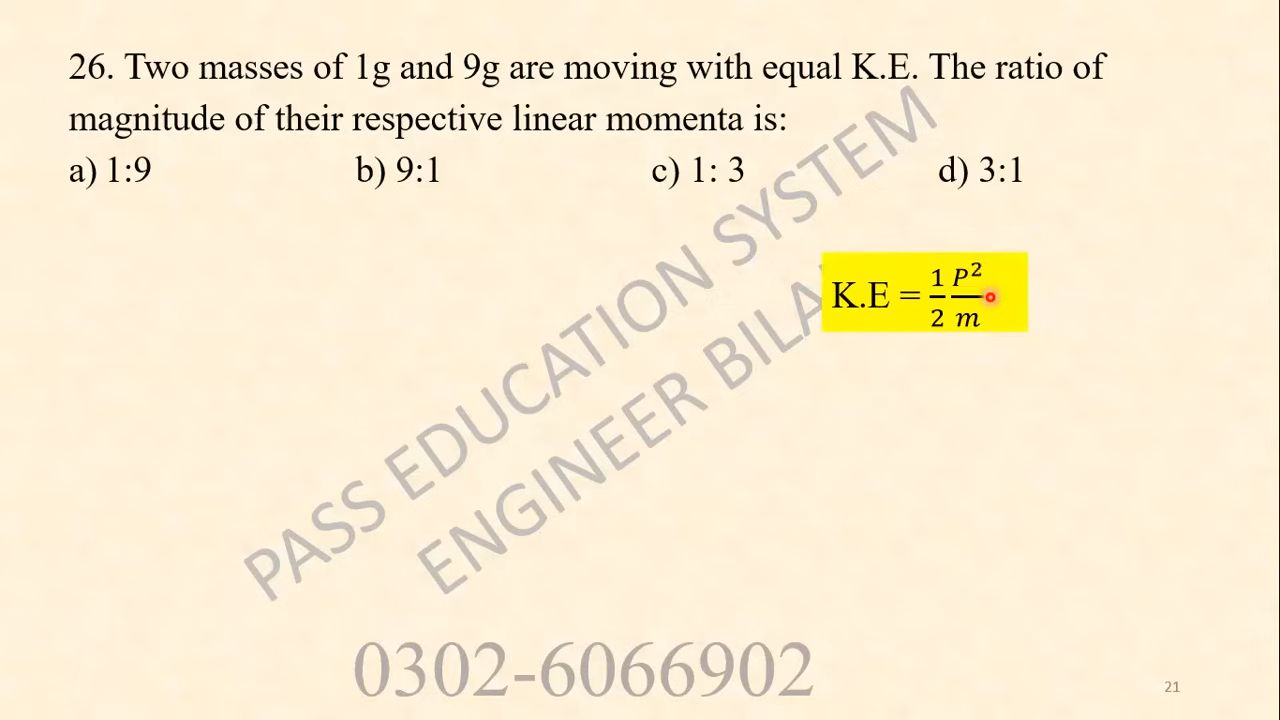 26. Two masses of 1g and 9g are moving with equal K.E. The ratio of
magnitude of their respective linear momenta is:
a) 1:9 b) 9:1 c) 1: 3 d) 3:1
K.E = 1/2 P²/m
PASS EDUCATION SYSTEM
ENGINEER BILA
0302-6066902
21